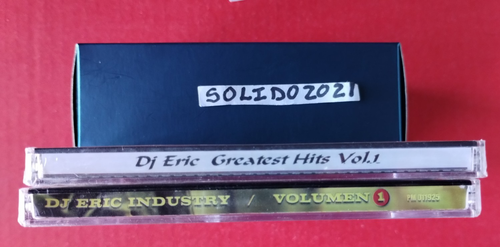 SOLIDO2021
Dj Eric Greatest Hits Vol.1
DJ ERIC INDUSTRY / VOLUMEN 1